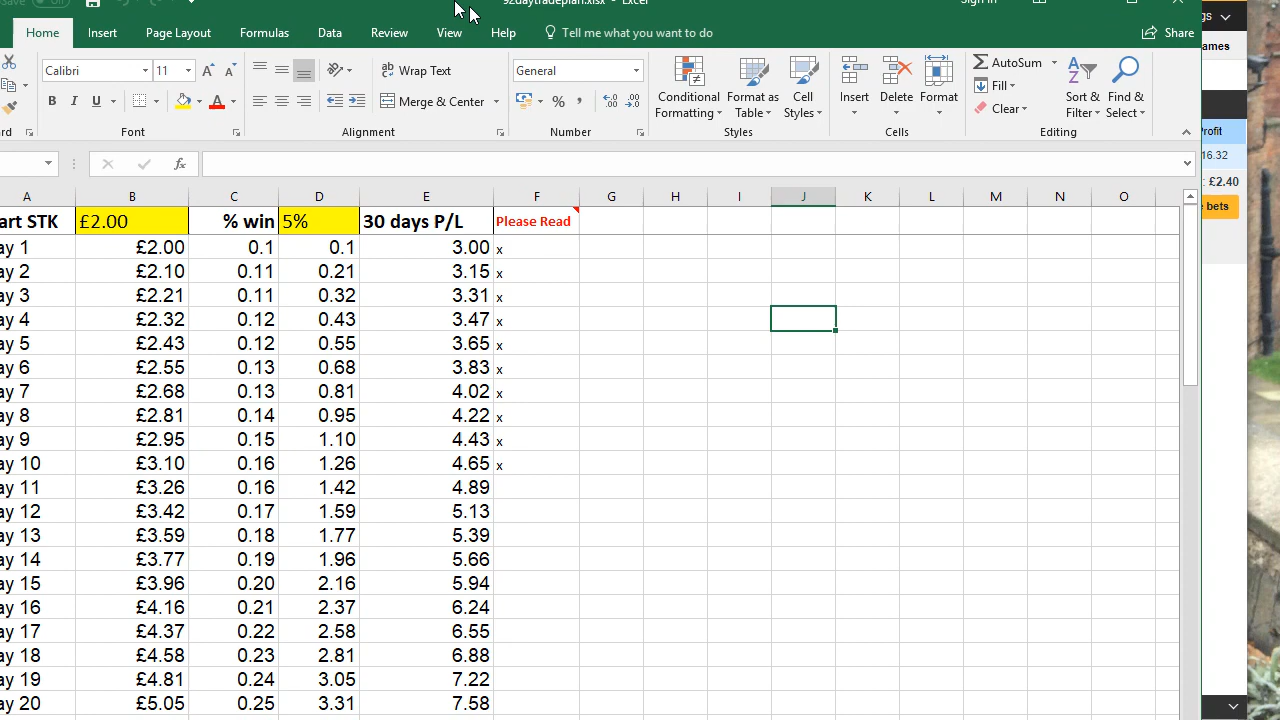 92daytradeplan.xlsx - Excel
Sign in
Home Insert Page Layout Formulas Data Review View Help Tell me what you want to do Share
Calibri 11 Wrap Text General AutoSum
Conditional Formatting Format as Table Cell Styles Insert Delete Format Fill Sort & Filter Find & Select
B I U Merge & Center % , Clear
Font Alignment Number Styles Cells Editing
fx
A B C D E F G H I J K L M N O
art STK £2.00 % win 5% 30 days P/L Please Read
ay 1 £2.00 0.1 0.1 3.00 x
ay 2 £2.10 0.11 0.21 3.15 x
ay 3 £2.21 0.11 0.32 3.31 x
ay 4 £2.32 0.12 0.43 3.47 x
ay 5 £2.43 0.12 0.55 3.65 x
ay 6 £2.55 0.13 0.68 3.83 x
ay 7 £2.68 0.13 0.81 4.02 x
ay 8 £2.81 0.14 0.95 4.22 x
ay 9 £2.95 0.15 1.10 4.43 x
ay 10 £3.10 0.16 1.26 4.65 x
ay 11 £3.26 0.16 1.42 4.89
ay 12 £3.42 0.17 1.59 5.13
ay 13 £3.59 0.18 1.77 5.39
ay 14 £3.77 0.19 1.96 5.66
ay 15 £3.96 0.20 2.16 5.94
ay 16 £4.16 0.21 2.37 6.24
ay 17 £4.37 0.22 2.58 6.55
ay 18 £4.58 0.23 2.81 6.88
ay 19 £4.81 0.24 3.05 7.22
ay 20 £5.05 0.25 3.31 7.58
gs
ames
rofit
16.32
: £2.40
e bets